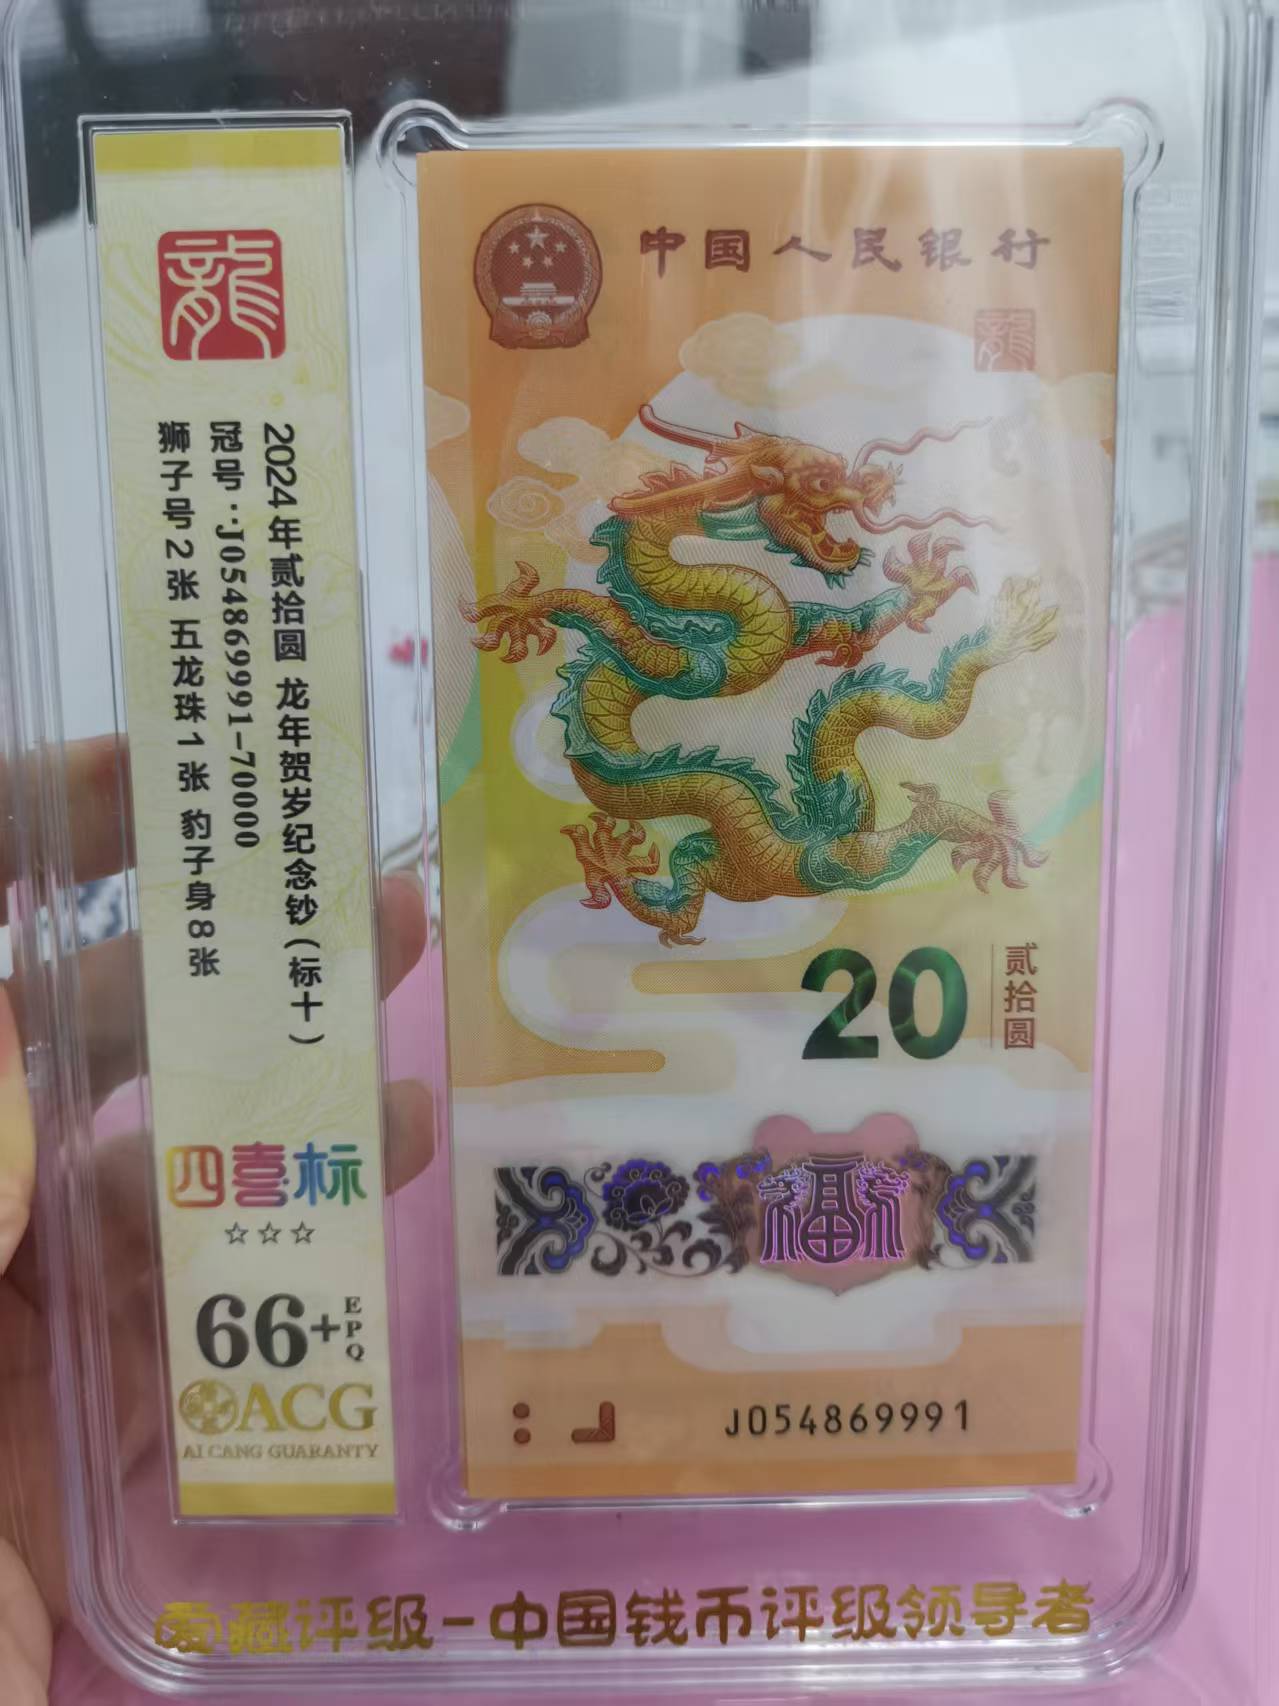 龍
2024年贰拾圆 龙年贺岁纪念钞(标十)
冠号:J054869991-70000
狮子号2张 五龙珠1张 豹子身8张
四喜标
☆☆☆
66+
EPQ
ACG
AI CANG GUARANTY
中国人民银行
龍
20
贰拾圆
福
J054869991
爱藏评级-中国钱币评级领导者